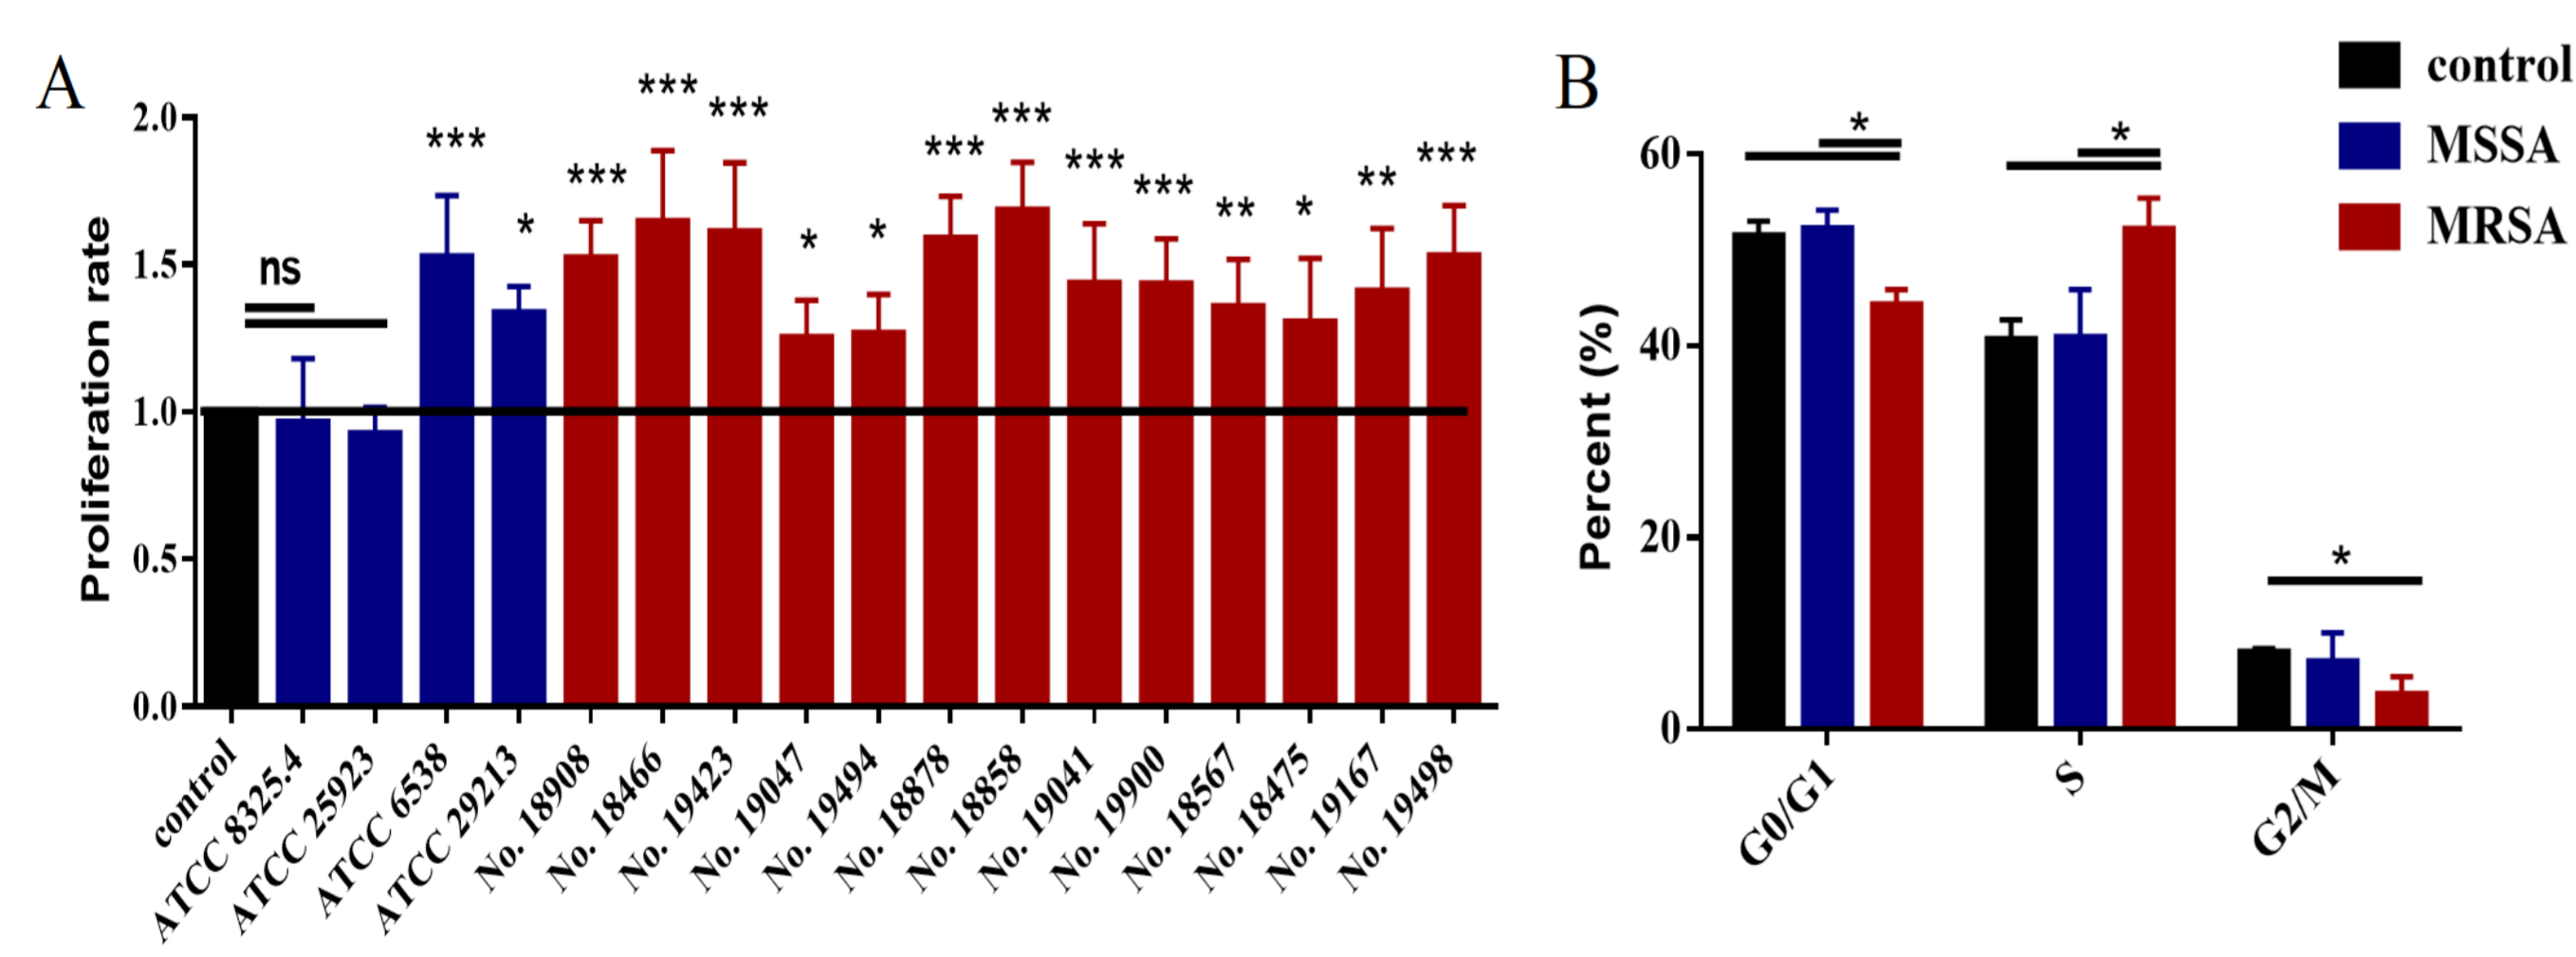 A
Proliferation rate
2.0
1.5
1.0
0.5
0.0
ns
***
*
***
***
***
*
*
***
***
***
***
**
*
**
***
control
ATCC 8325.4
ATCC 25923
ATCC 6538
ATCC 29213
No. 18908
No. 18466
No. 19423
No. 19047
No. 19494
No. 18878
No. 18858
No. 19041
No. 19900
No. 18567
No. 18475
No. 19167
No. 19498
B
Percent (%)
60
40
20
0
*
*
*
G0/G1
S
G2/M
control
MSSA
MRSA